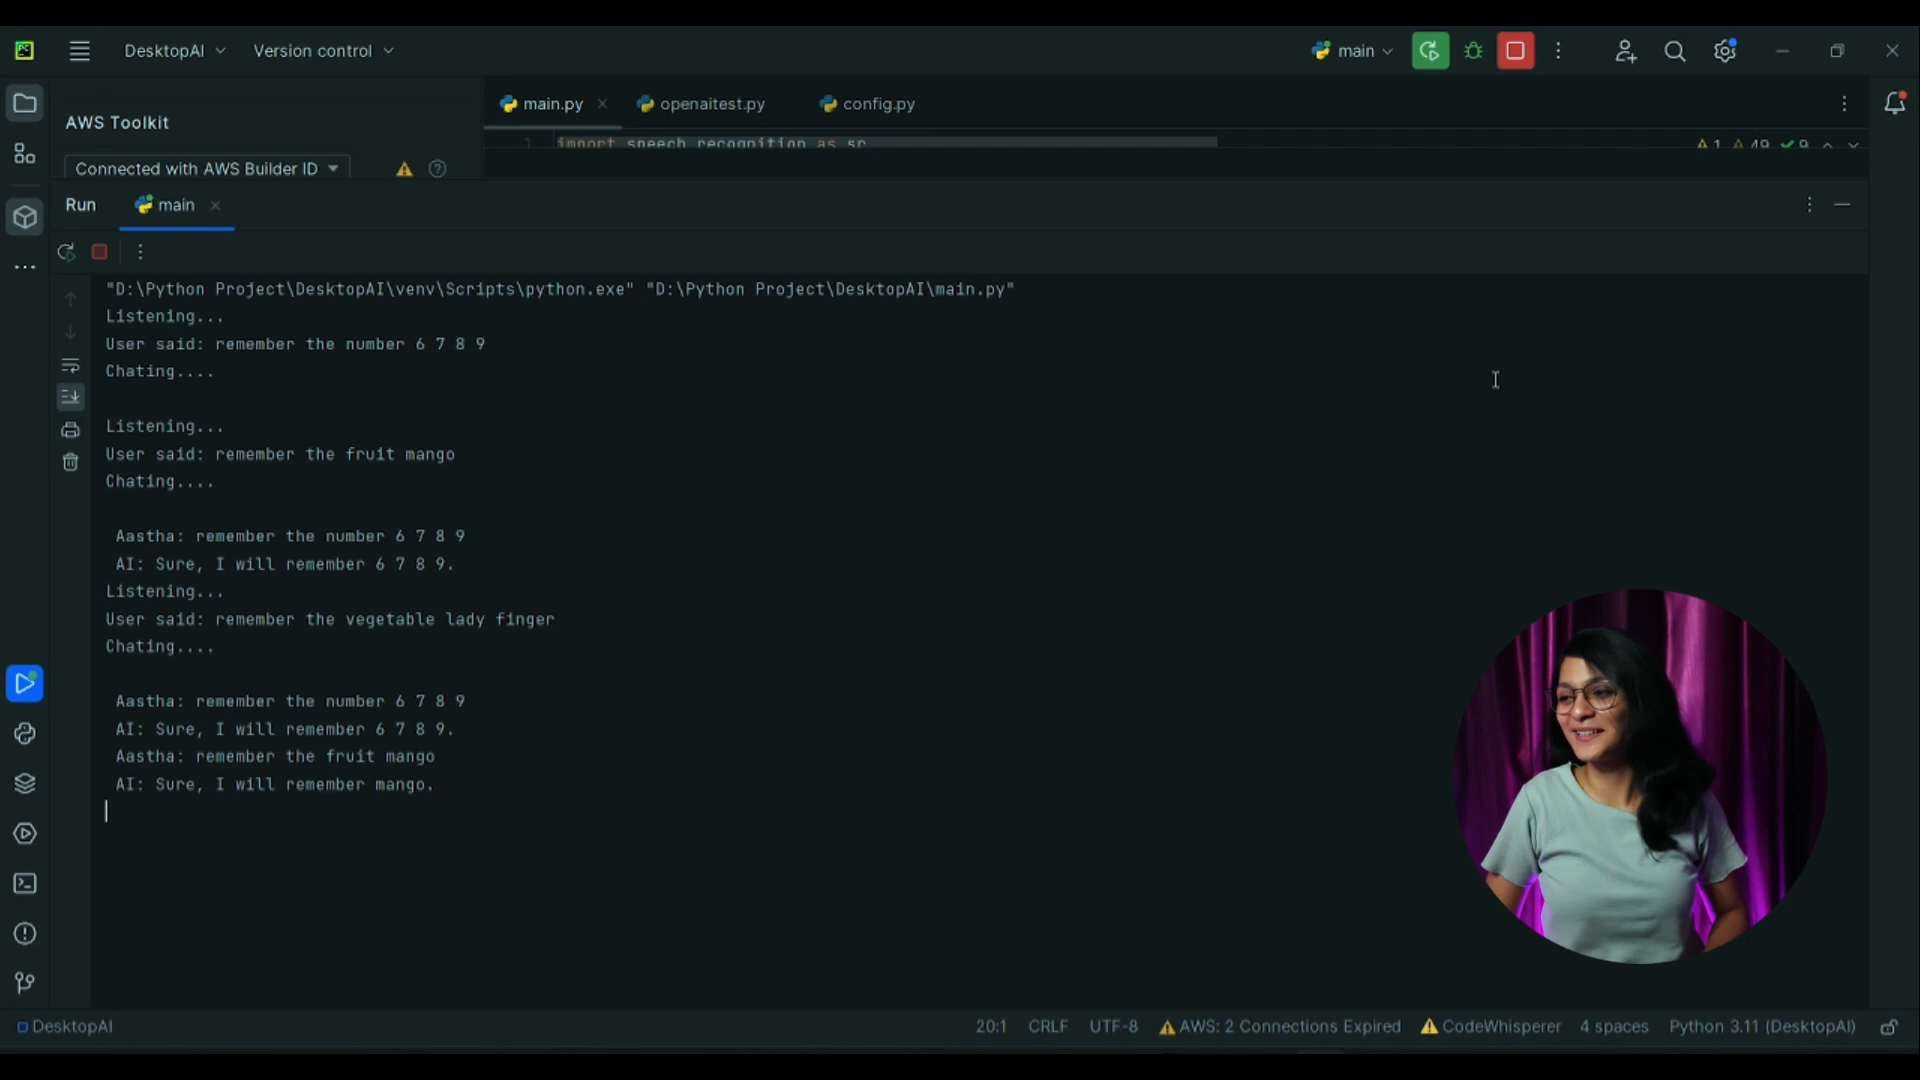 DesktopAI
Version control
main
AWS Toolkit
main.py
openaitest.py
config.py
1 import speech_recognition as sr
1 49 9
Connected with AWS Builder ID
Run
main
"D:\Python Project\DesktopAI\venv\Scripts\python.exe" "D:\Python Project\DesktopAI\main.py"
Listening...
User said: remember the number 6 7 8 9
Chating....
Listening...
User said: remember the fruit mango
Chating....
Aastha: remember the number 6 7 8 9
AI: Sure, I will remember 6 7 8 9.
Listening...
User said: remember the vegetable lady finger
Chating....
Aastha: remember the number 6 7 8 9
AI: Sure, I will remember 6 7 8 9.
Aastha: remember the fruit mango
AI: Sure, I will remember mango.
DesktopAI
20:1
CRLF
UTF-8
AWS: 2 Connections Expired
CodeWhisperer
4 spaces
Python 3.11 (DesktopAI)